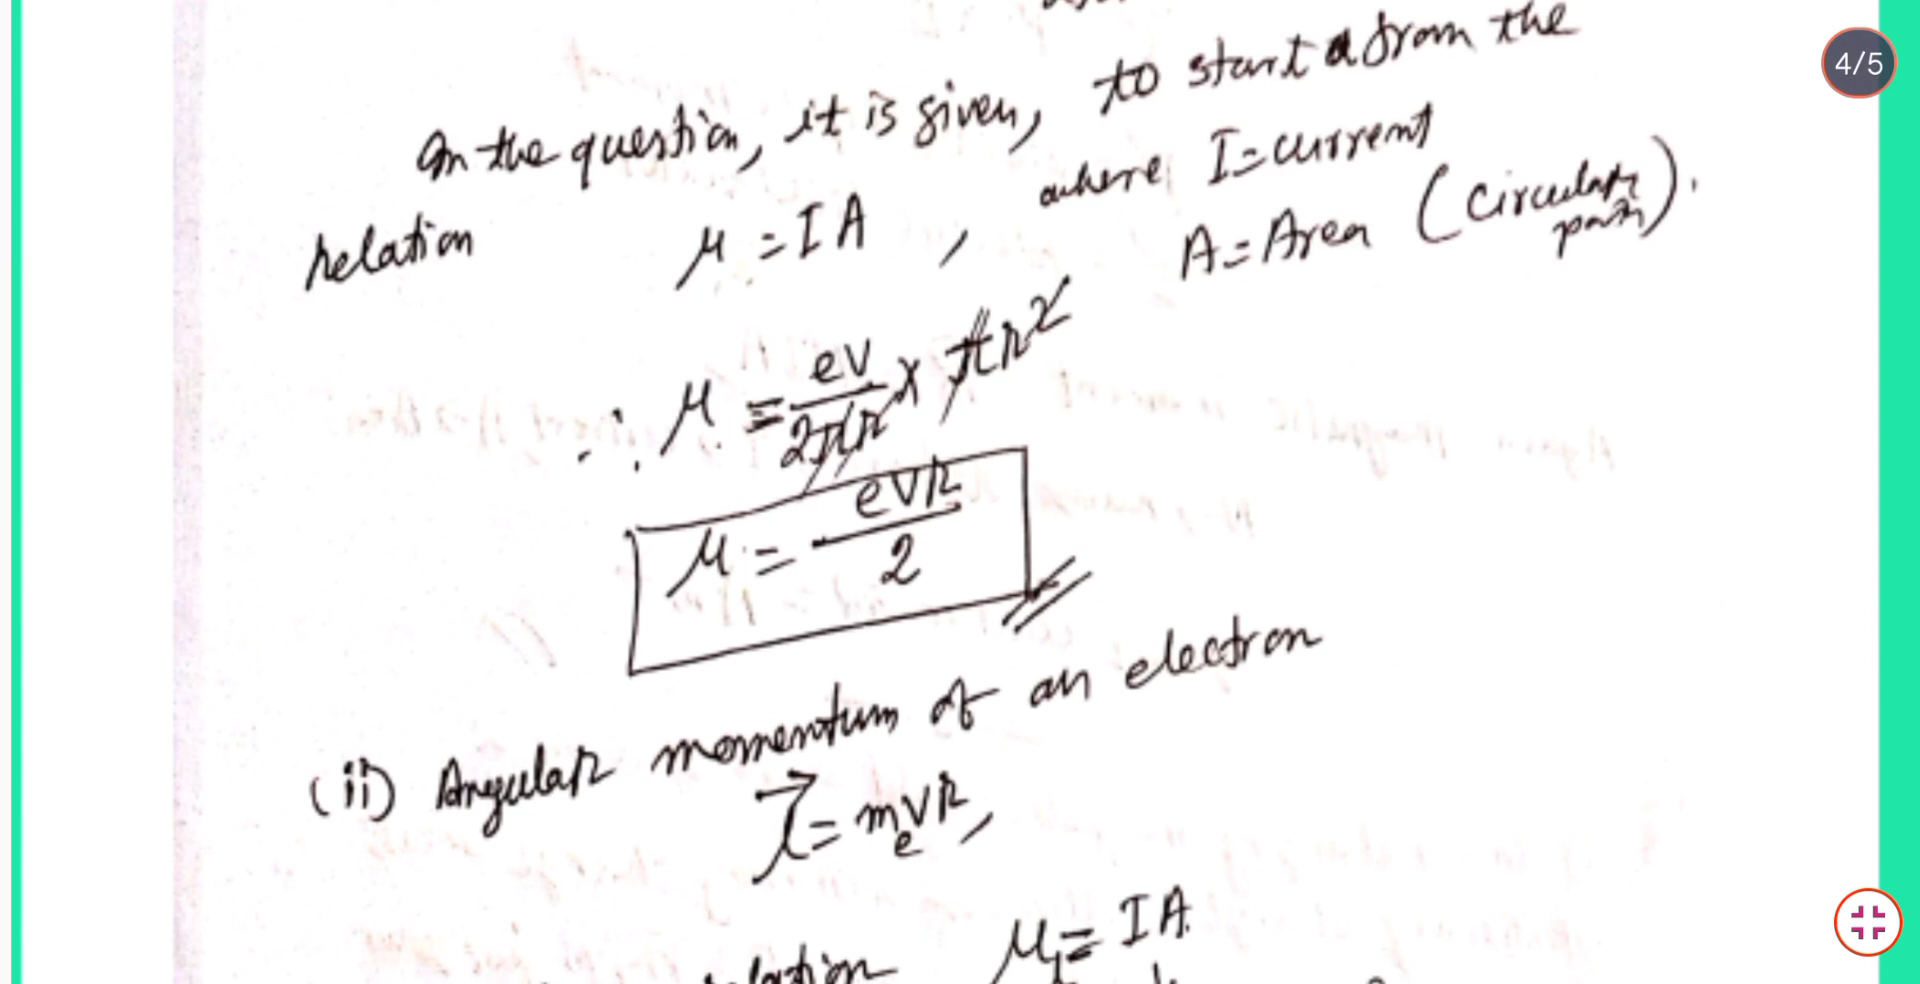 In the question, it is given, to start from the
relation μ = IA, where I = current
A = Area (circular path).
∴ μ = ev/2πr × πr²
μ = evr/2
(ii) Angular momentum of an electron
l⃗ = mₑvr,
μₗ = IA.
4/5